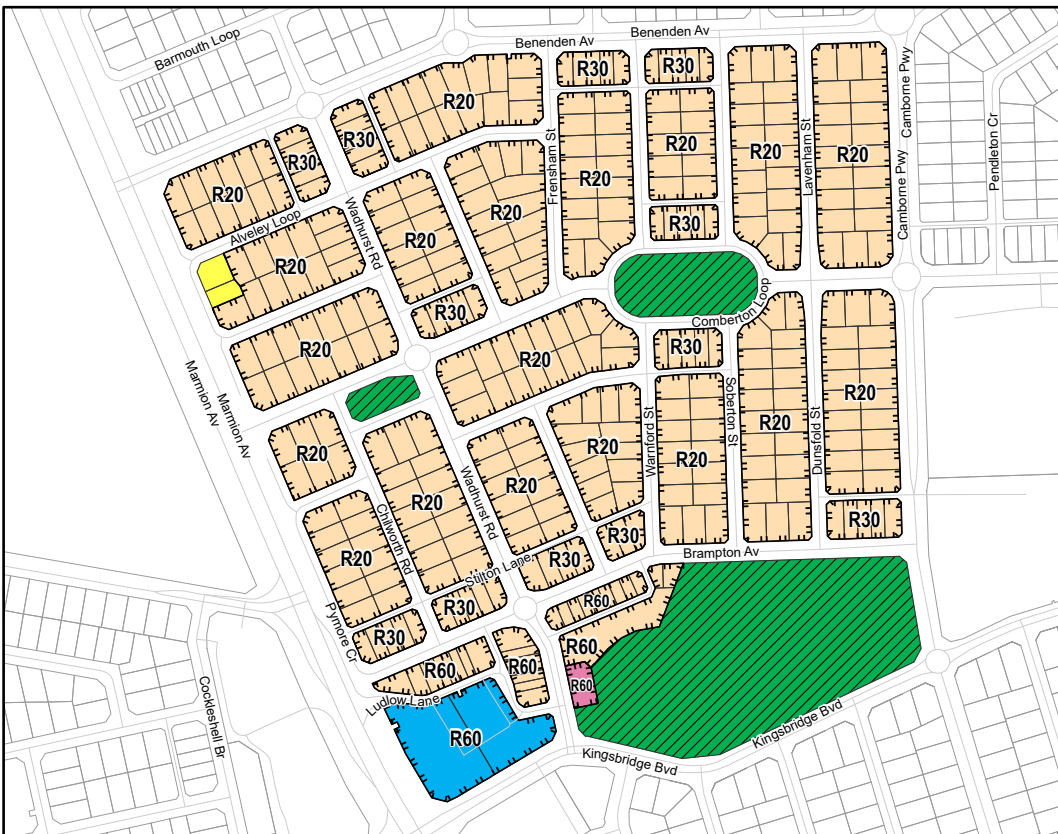 Benenden Av
Benenden Av
Barmouth Loop
Camborne Pwy
R30
R30
R20
Pendleton Cr
R30
Lavenham St
R20
R20
R20
R30
Frensham St
R20
R20
Camborne Pwy
R20
Alveley Loop
Wadhurst Rd
R20
R20
R30
R20
R30
Comberton Loop
R20
R30
R20
Marmion Av
Marmion Av
Soberton St
R20
R20
Dunsfold St
Warnford St
R20
R20
R20
Wadhurst Rd
R20
R20
Chilworth Rd
R30
R30
R20
Stilton Lane
R30
Brampton Av
R60
R30
R30
Pymore Cr
R60
R60
R60
R60
Ludlow Lane
Cockleshell Br
R60
Kingsbridge Blvd
Kingsbridge Blvd